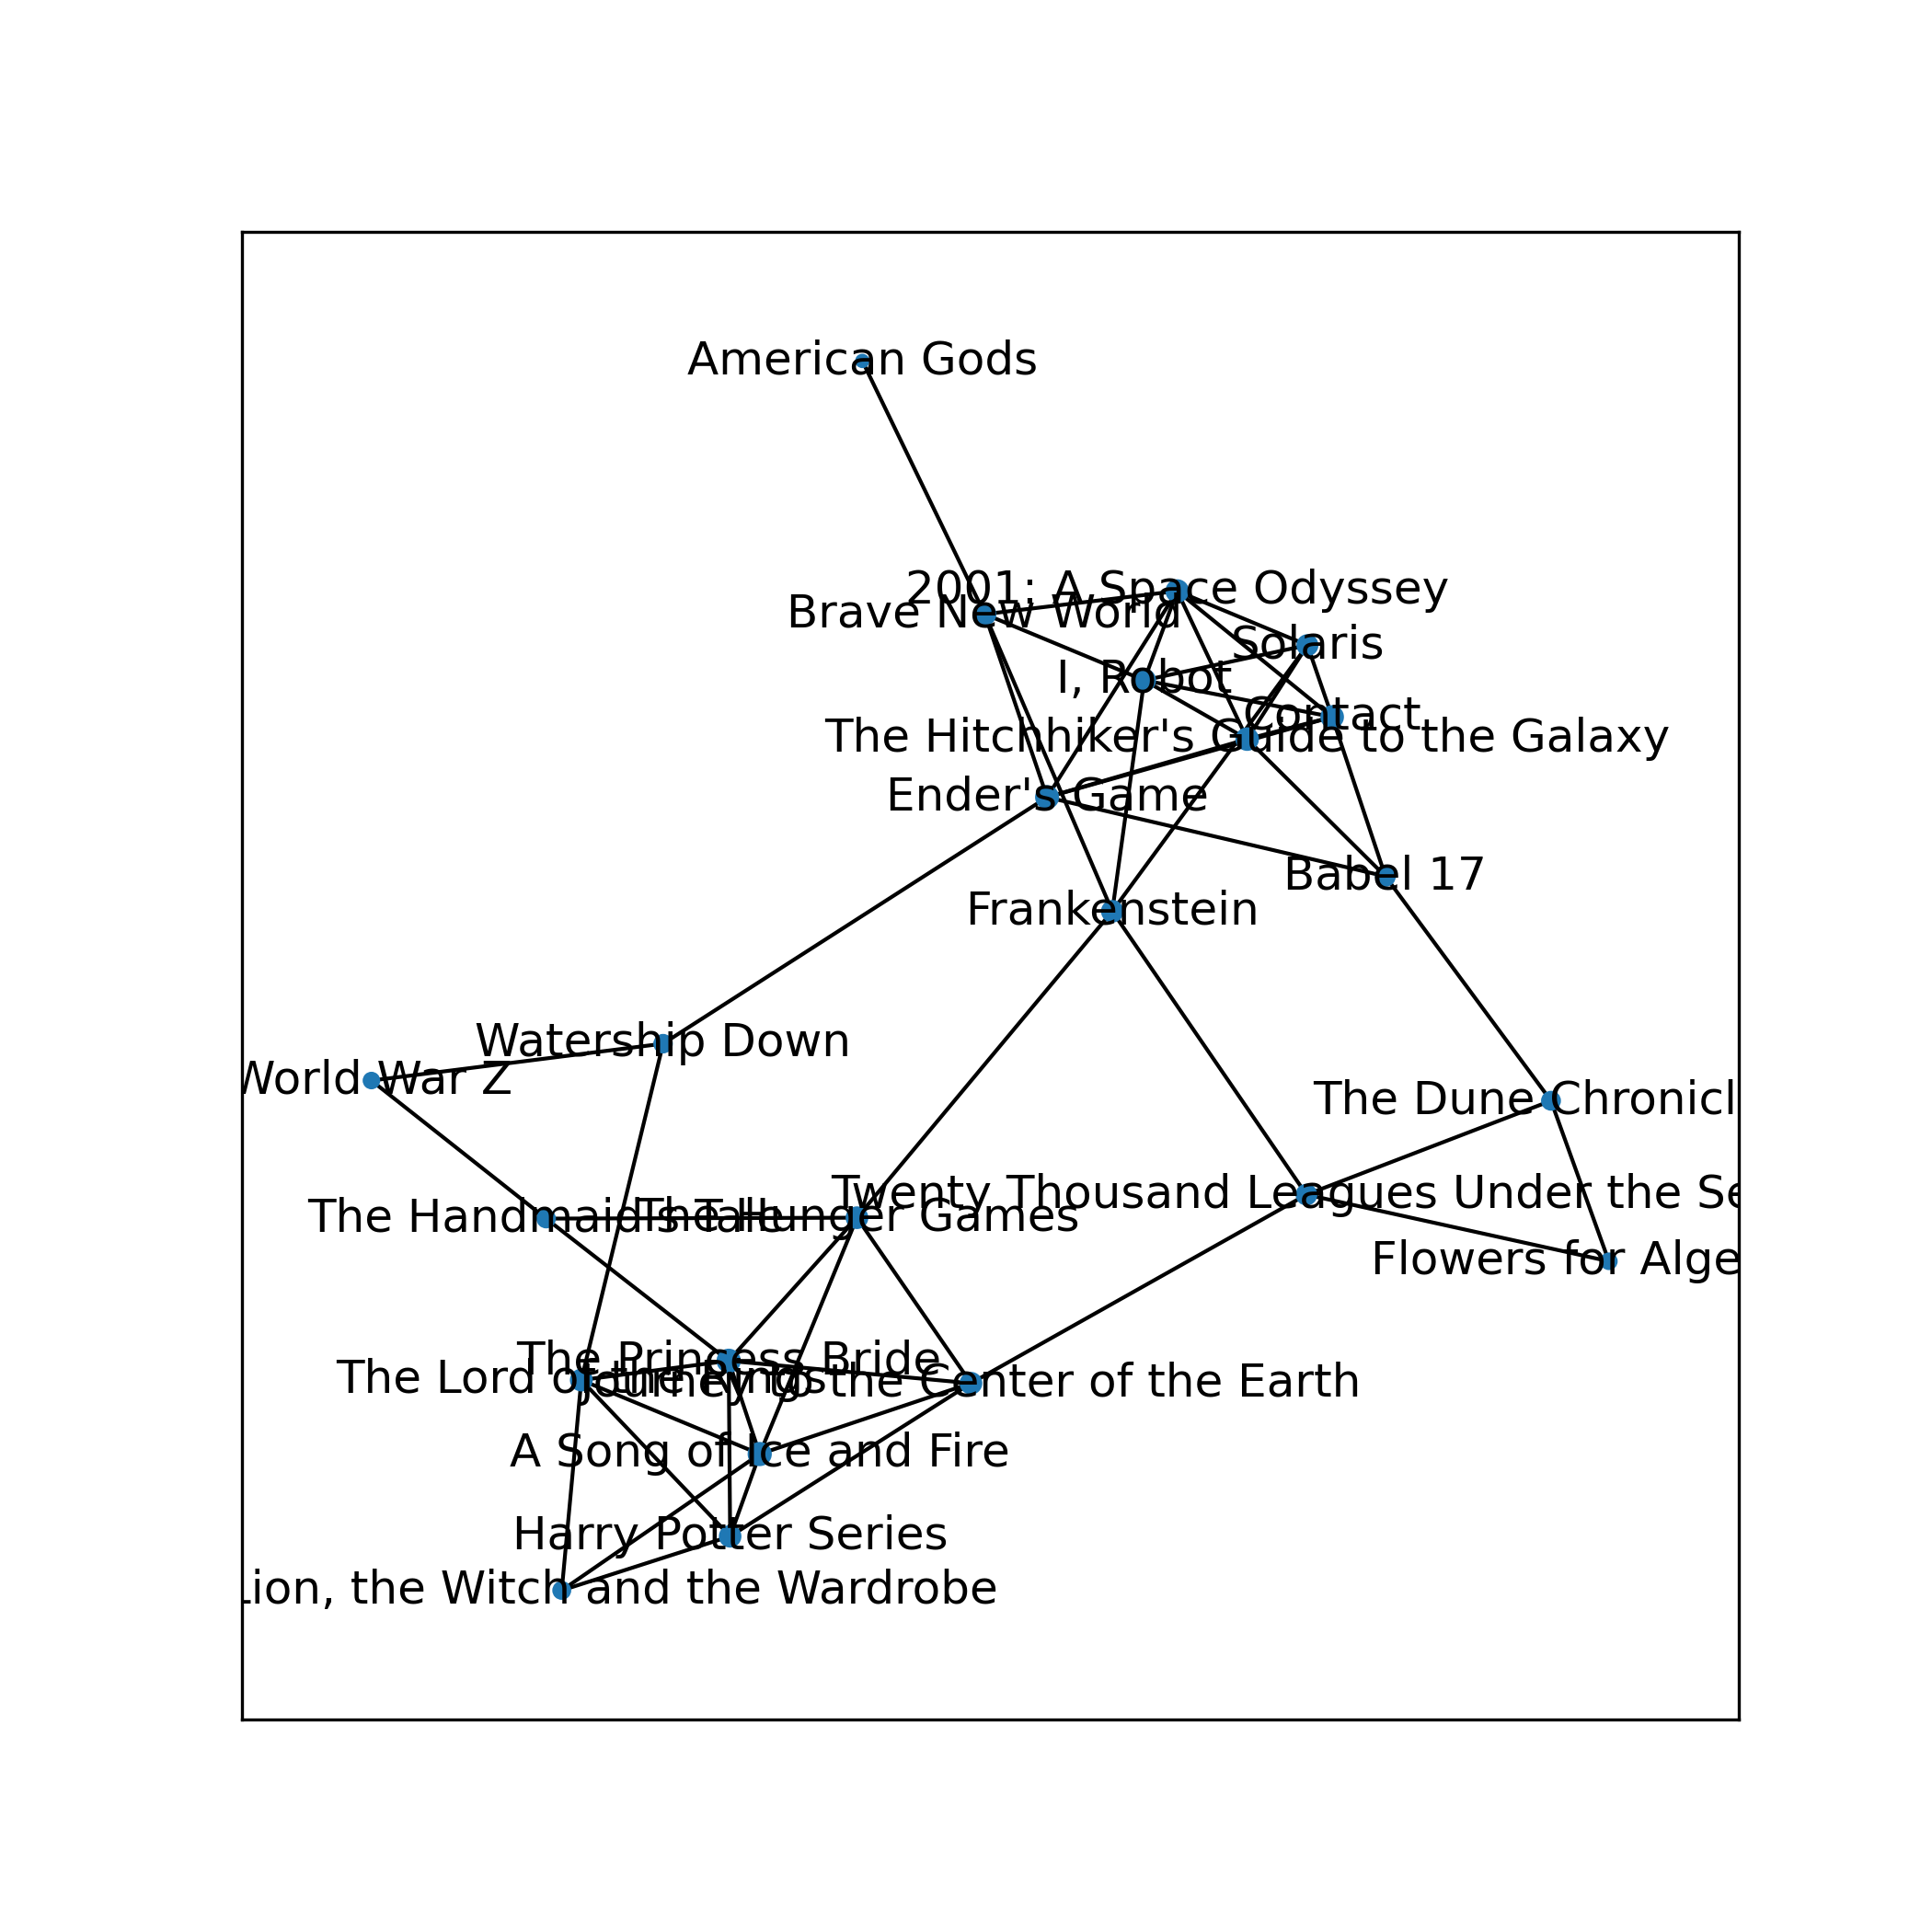 American Gods
2001: A Space Odyssey
Brave New World
Solaris
I, Robot
Contact
The Hitchhiker's Guide to the Galaxy
Ender's Game
Babel 17
Frankenstein
Watership Down
World War Z
The Dune Chronicl
Twenty Thousand Leagues Under the Se
The Handmaid's Tale
The Hunger Games
Flowers for Alge
The Princess Bride
The Lord of the Rings
Journey to the Center of the Earth
A Song of Ice and Fire
Harry Potter Series
Lion, the Witch and the Wardrobe